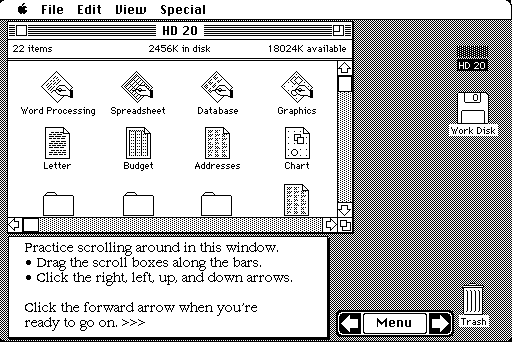 File Edit View Special
HD 20
22 items 2456K in disk 18024K available
HD 20
Word Processing Spreadsheet Database Graphics
Work Disk
Letter Budget Addresses Chart
Practice scrolling around in this window.
• Drag the scroll boxes along the bars.
• Click the right, left, up, and down arrows.
Click the forward arrow when you're
ready to go on. >>>
Menu
Trash